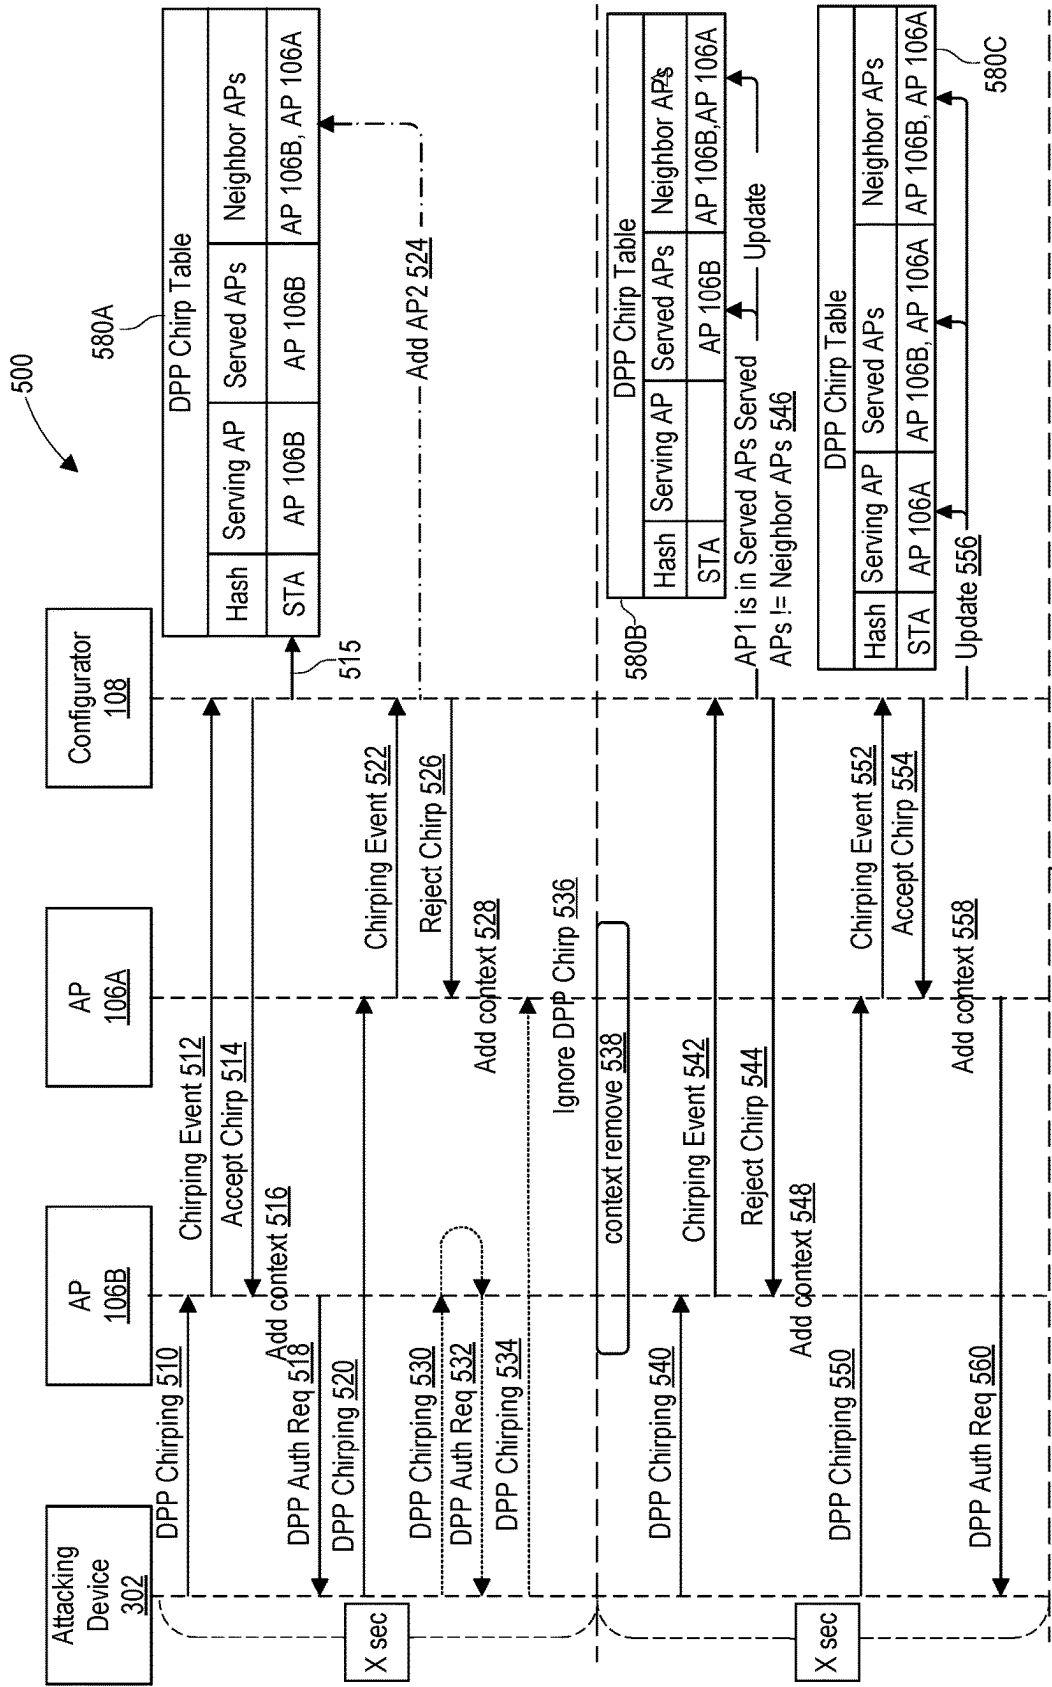 500
Attacking
Device
302
AP
106B
AP
106A
Configurator
108
580A
DPP Chirp Table
Hash
Serving AP
Served APs
Neighbor APs
STA
AP 106B
AP 106B
AP 106B, AP 106A
X sec
DPP Chirping 510
Chirping Event 512
Accept Chirp 514
515
Add context 516
DPP Auth Req 518
DPP Chirping 520
Chirping Event 522
Add AP2 524
Reject Chirp 526
Add context 528
DPP Chirping 530
DPP Auth Req 532
DPP Chirping 534
Ignore DPP Chirp 536
context remove 538
580B
DPP Chirp Table
Hash
Serving AP
Served APs
Neighbor APs
STA
AP 106B
AP 106B,AP 106A
X sec
DPP Chirping 540
Chirping Event 542
Reject Chirp 544
AP1 is in Served APs Served
APs != Neighbor APs 546
Update
Add context 548
DPP Chirping 550
Chirping Event 552
Accept Chirp 554
DPP Chirp Table
Hash
Serving AP
Served APs
Neighbor APs
STA
AP 106A
AP 106B, AP 106A
AP 106B, AP 106A
580C
Update 556
Add context 558
DPP Auth Req 560